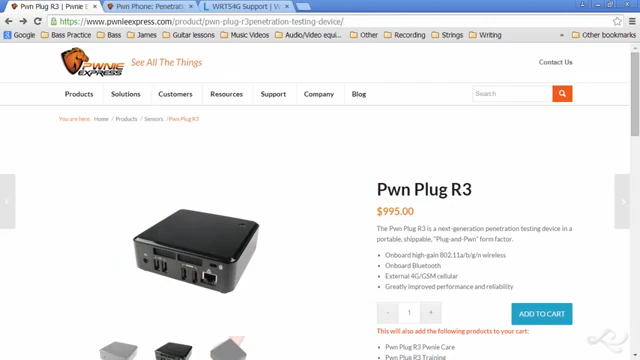 Pwn Plug R3 | Pwnie Exp
Pwn Phone: Penetrati
WRT54G Support
https://www.pwnieexpress.com/product/pwn-plug-r3penetration-testing-device/
Google Bass Practice Bass James Guitar lessons Music Audio/Video equi... Other Recording Strings Writing Other bookmarks
PWNIE EXPRESS
See All The Things
Contact Us
Products Solutions Customers Resources Support Company Blog Search
You are here: Home / Products / Sensors /Pwn Plug R3
Pwn Plug R3
$995.00
The Pwn Plug R3 is a next-generation penetration testing device in a
portable, shippable, "Plug-and-Pwn" form factor.
Onboard high-gain 802.11a/b/g/n wireless
Onboard Bluetooth
External 4G/GSM cellular
Greatly improved performance and reliability
- 1 + ADD TO CART
This will also add the following products to your cart:
Pwn Plug R3 Pwnie Care
Pwn Plug R3 Training